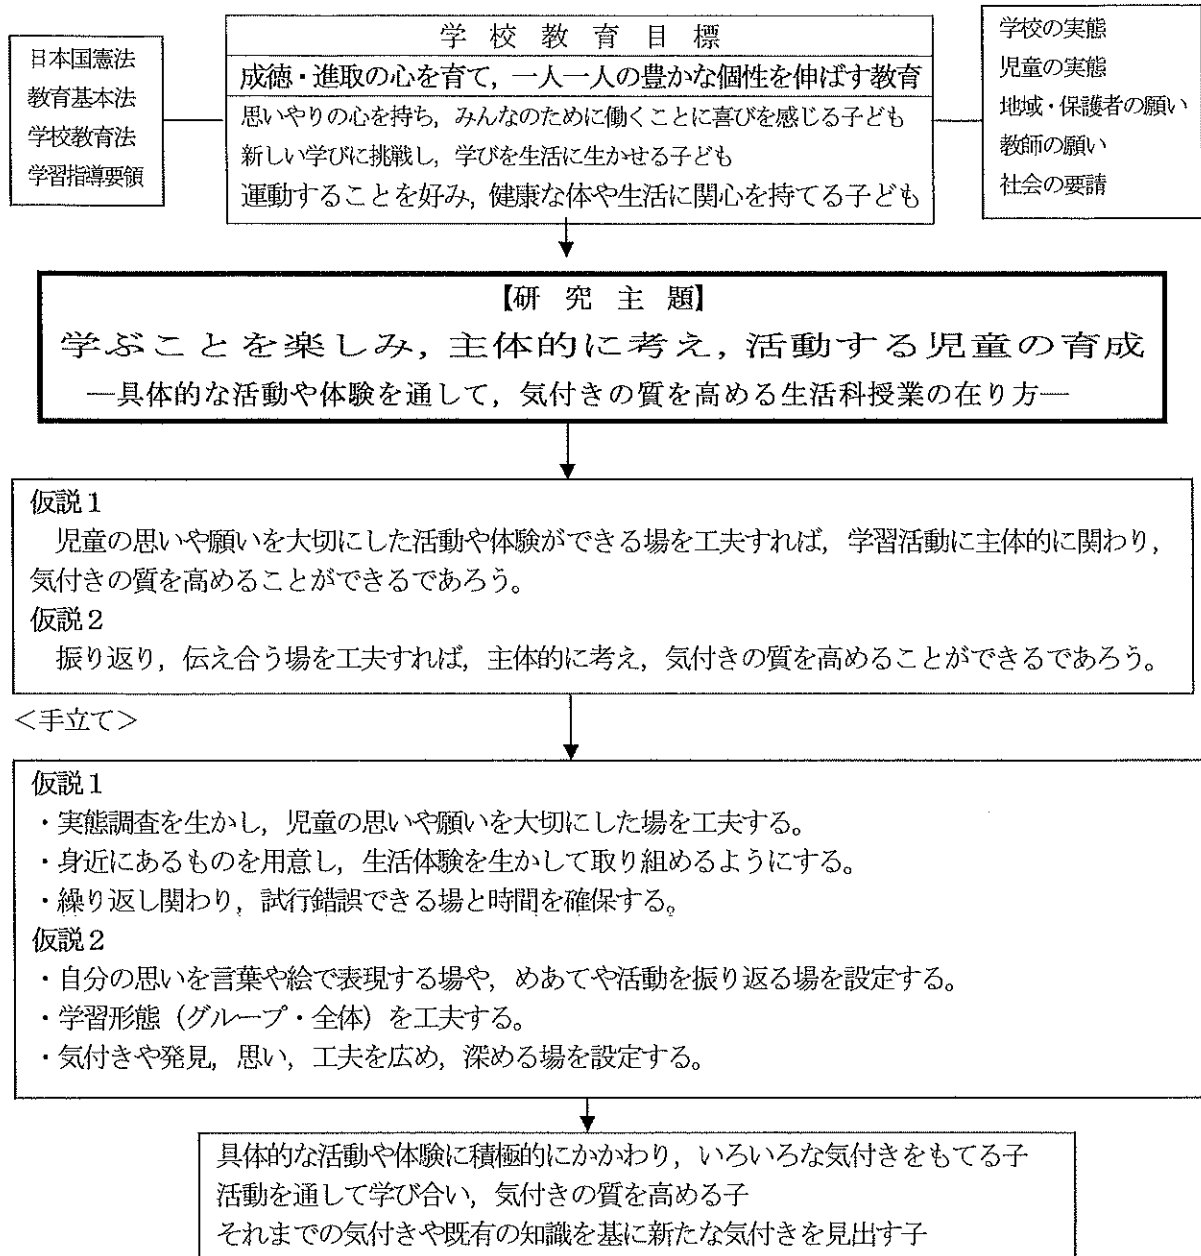 日本国憲法
教育基本法
学校教育法
学習指導要領
学 校 教 育 目 標
成徳・進取の心を育て，一人一人の豊かな個性を伸ばす教育
思いやりの心を持ち，みんなのために働くことに喜びを感じる子ども
新しい学びに挑戦し，学びを生活に生かせる子ども
運動することを好み，健康な体や生活に関心を持てる子ども
学校の実態
児童の実態
地域・保護者の願い
教師の願い
社会の要請
【研 究 主 題】
学ぶことを楽しみ，主体的に考え，活動する児童の育成
―具体的な活動や体験を通して，気付きの質を高める生活科授業の在り方―
仮説１
児童の思いや願いを大切にした活動や体験ができる場を工夫すれば，学習活動に主体的に関わり，
気付きの質を高めることができるであろう。
仮説２
振り返り，伝え合う場を工夫すれば，主体的に考え，気付きの質を高めることができるであろう。
＜手立て＞
仮説１
・実態調査を生かし，児童の思いや願いを大切にした場を工夫する。
・身近にあるものを用意し，生活体験を生かして取り組めるようにする。
・繰り返し関わり，試行錯誤できる場と時間を確保する。
仮説２
・自分の思いを言葉や絵で表現する場や，めあてや活動を振り返る場を設定する。
・学習形態（グループ・全体）を工夫する。
・気付きや発見，思い，工夫を広め，深める場を設定する。
具体的な活動や体験に積極的にかかわり，いろいろな気付きをもてる子
活動を通して学び合い，気付きの質を高める子
それまでの気付きや既有の知識を基に新たな気付きを見出す子